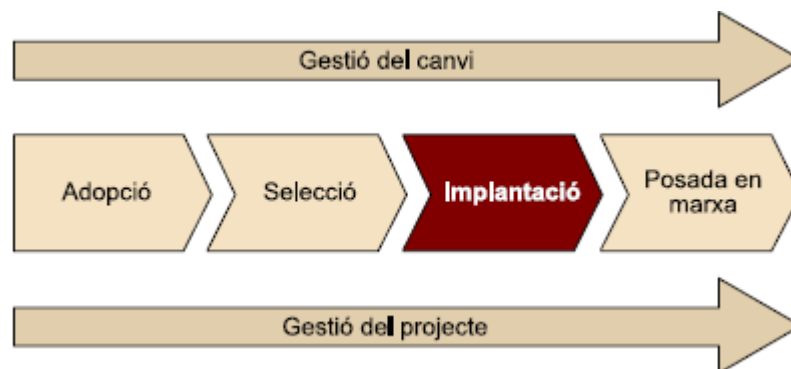 Gestió del canvi
Adopció
Selecció
Implantació
Posada en
marxa
Gestió del projecte